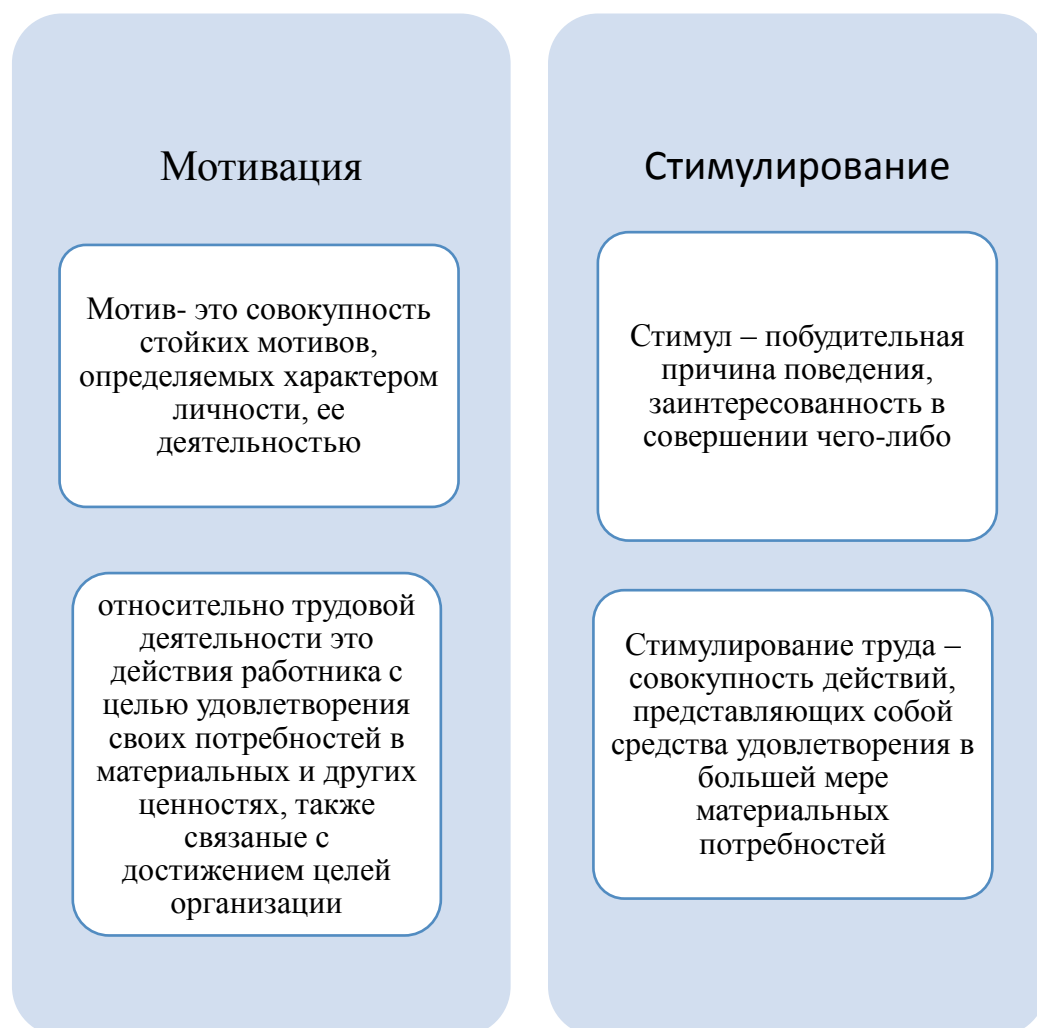 Мотивация
Мотив- это совокупность
стойких мотивов,
определяемых характером
личности, ее
деятельностью
относительно трудовой
деятельности это
действия работника с
целью удовлетворения
своих потребностей в
материальных и других
ценностях, также
связаные с
достижением целей
организации
Стимулирование
Стимул – побудительная
причина поведения,
заинтересованность в
совершении чего-либо
Стимулирование труда –
совокупность действий,
представляющих собой
средства удовлетворения в
большей мере
материальных
потребностей